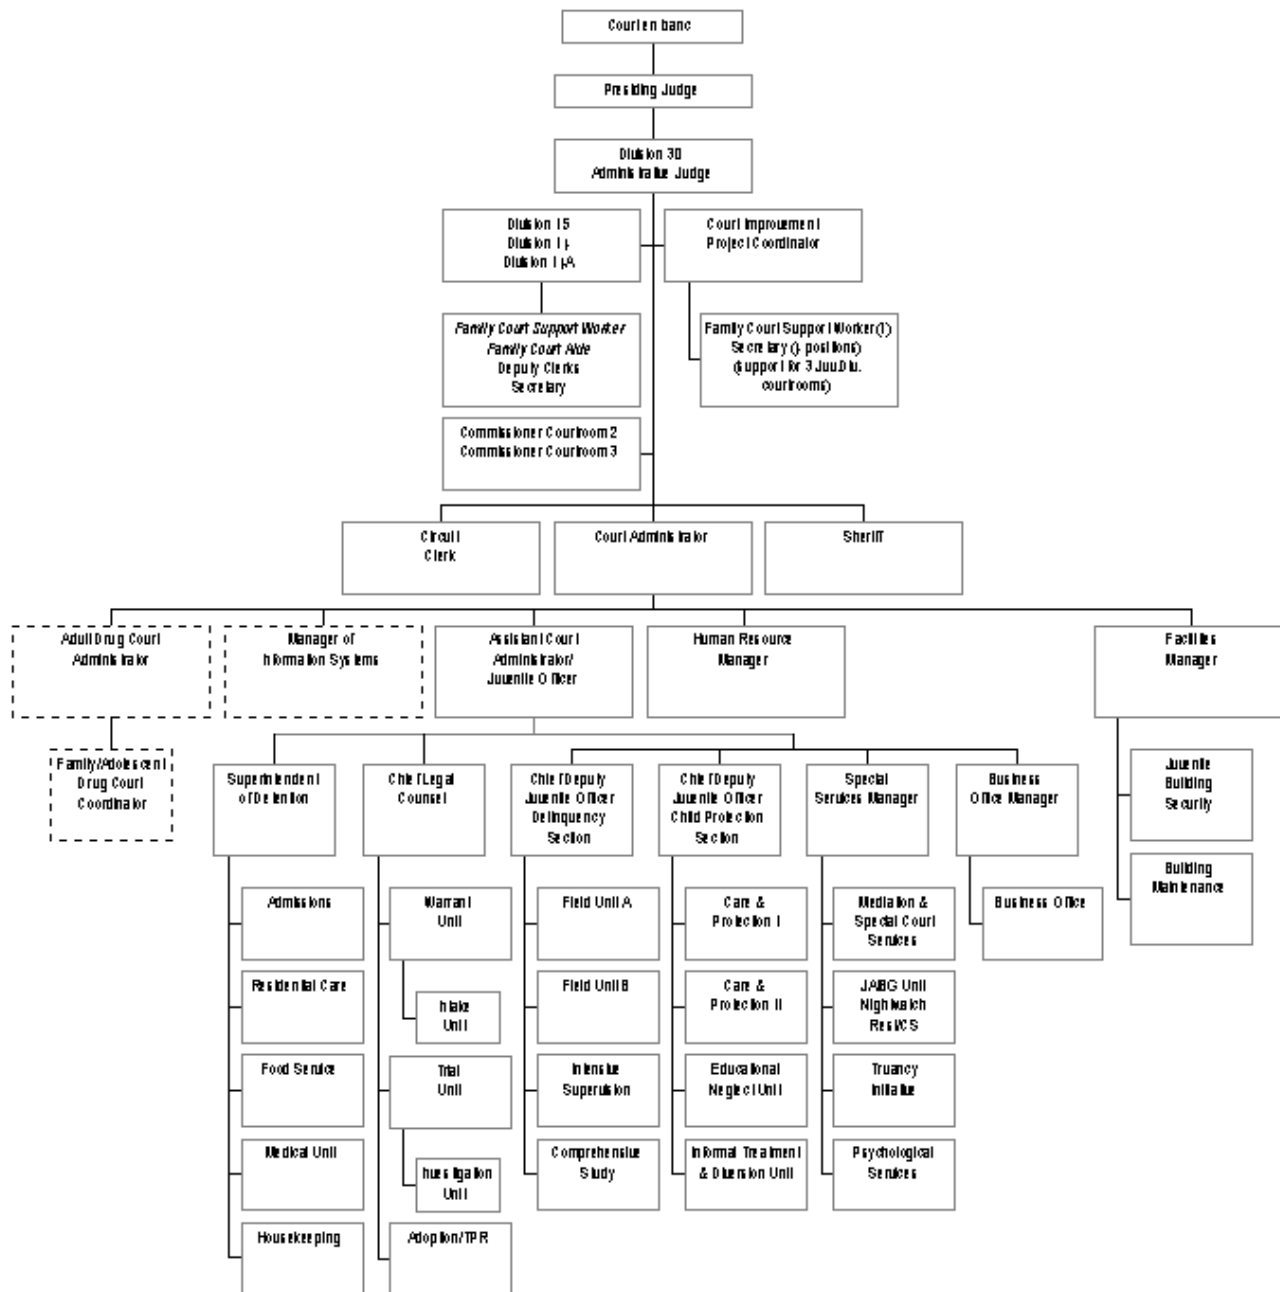 Court en banc
Presiding Judge
Division 30
Administrative Judge
Division 15
Division
Division
Court Improvement
Project Coordinator
Family Court Support Worker
Family Court Aide
Deputy Clerks
Secretary
Family Court Support Worker (1)
Secretary ( positions)
(support for 3 Juv.Div.
courtrooms)
Commissioner Courtroom 2
Commissioner Courtroom 3
Circuit
Clerk
Court Administrator
Sheriff
Adult Drug Court
Administrator
Manager of
Information Systems
Assistant Court
Administrator/
Juvenile Officer
Human Resource
Manager
Facilities
Manager
Family/Adolescent
Drug Court
Coordinator
Superintendent
of Detention
Chief Legal
Counsel
Chief Deputy
Juvenile Officer
Delinquency
Section
Chief Deputy
Juvenile Officer
Child Protection
Section
Special
Services Manager
Business
Office Manager
Juvenile
Building
Security
Building
Maintenance
Admissions
Residential Care
Food Service
Medical Unit
Housekeeping
Warrant
Unit
Intake
Unit
Trial
Unit
Investigation
Unit
Adoption/TPR
Field Unit A
Field Unit B
Intensive
Supervision
Comprehensive
Study
Care &
Protection I
Care &
Protection II
Educational
Neglect Unit
Informal Treatment
& Diversion Unit
Mediation &
Special Court
Services
JABG Unit
Nightwatch
Rest/CS
Truancy
Initiative
Psychological
Services
Business Office